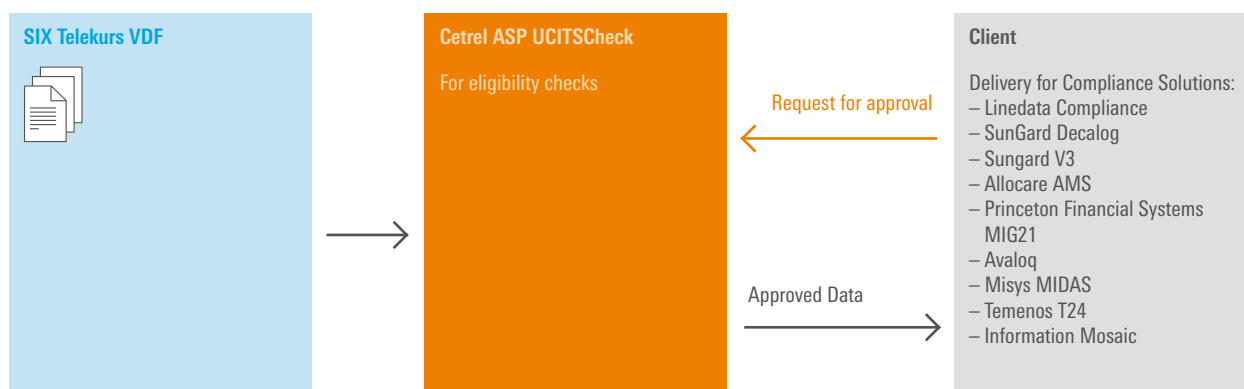 SIX Telekurs VDF
Cetrel ASP UCITSCheck
For eligibility checks
Request for approval
Approved Data
Client
Delivery for Compliance Solutions:
– Linedata Compliance
– SunGard Decalog
– Sungard V3
– Allocare AMS
– Princeton Financial Systems
MIG21
– Avaloq
– Misys MIDAS
– Temenos T24
– Information Mosaic